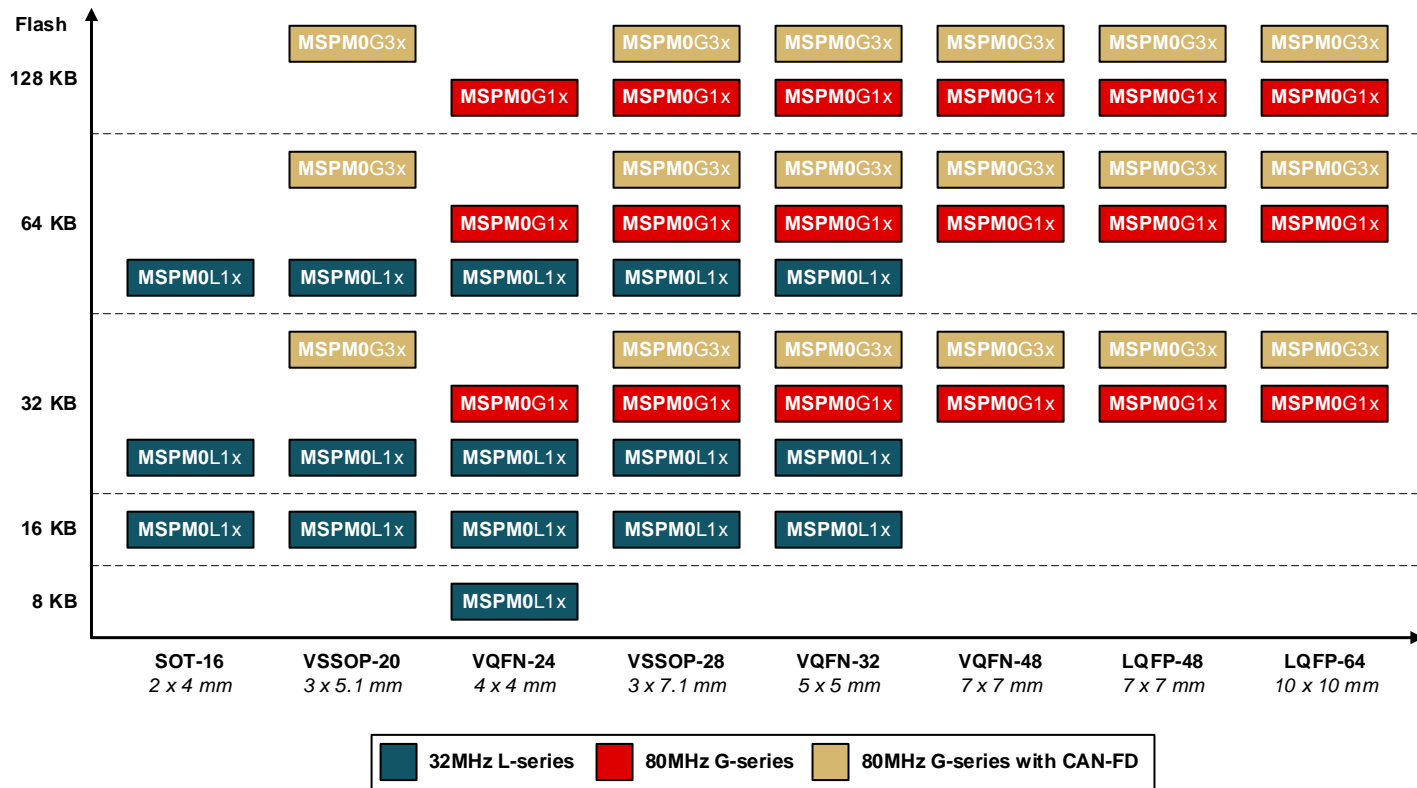 Flash
MSPM0G3x MSPM0G3x MSPM0G3x MSPM0G3x MSPM0G3x MSPM0G3x
128 KB
MSPM0G1x MSPM0G1x MSPM0G1x MSPM0G1x MSPM0G1x MSPM0G1x
MSPM0G3x MSPM0G3x MSPM0G3x MSPM0G3x MSPM0G3x MSPM0G3x
64 KB MSPM0G1x MSPM0G1x MSPM0G1x MSPM0G1x MSPM0G1x MSPM0G1x
MSPM0L1x MSPM0L1x MSPM0L1x MSPM0L1x MSPM0L1x
MSPM0G3x MSPM0G3x MSPM0G3x MSPM0G3x MSPM0G3x MSPM0G3x
32 KB MSPM0G1x MSPM0G1x MSPM0G1x MSPM0G1x MSPM0G1x MSPM0G1x
MSPM0L1x MSPM0L1x MSPM0L1x MSPM0L1x MSPM0L1x
16 KB MSPM0L1x MSPM0L1x MSPM0L1x MSPM0L1x MSPM0L1x
8 KB MSPM0L1x
SOT-16 VSSOP-20 VQFN-24 VSSOP-28 VQFN-32 VQFN-48 LQFP-48 LQFP-64
2 x 4 mm 3 x 5.1 mm 4 x 4 mm 3 x 7.1 mm 5 x 5 mm 7 x 7 mm 7 x 7 mm 10 x 10 mm
32MHz L-series 80MHz G-series 80MHz G-series with CAN-FD